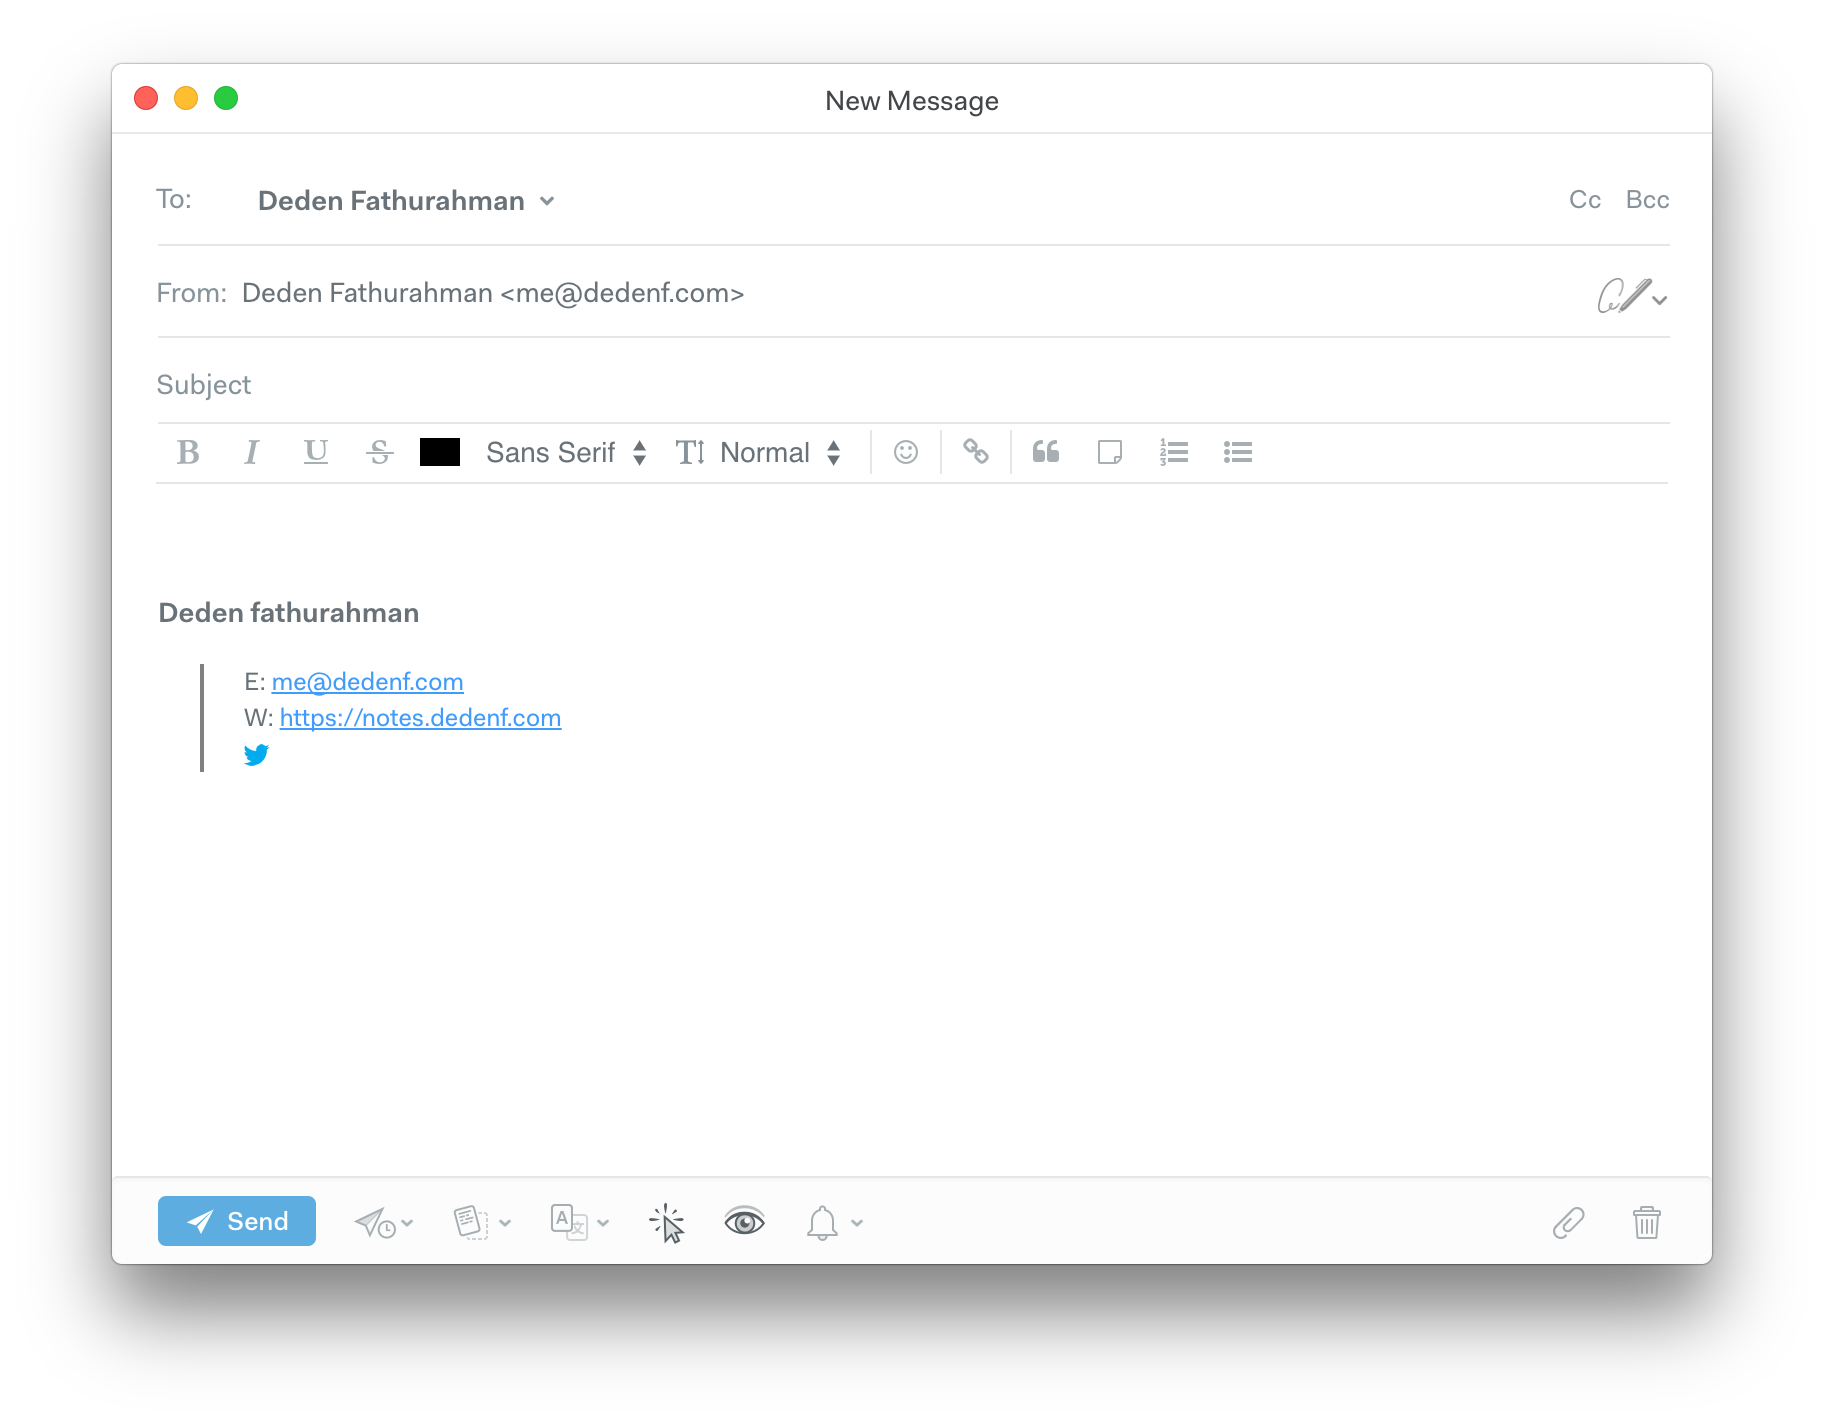 New Message
To: Deden Fathurahman Cc Bcc
From: Deden Fathurahman <me@dedenf.com>
Subject
B I U S Sans Serif T Normal
Deden fathurahman
E: me@dedenf.com
W: https://notes.dedenf.com
Send A 文